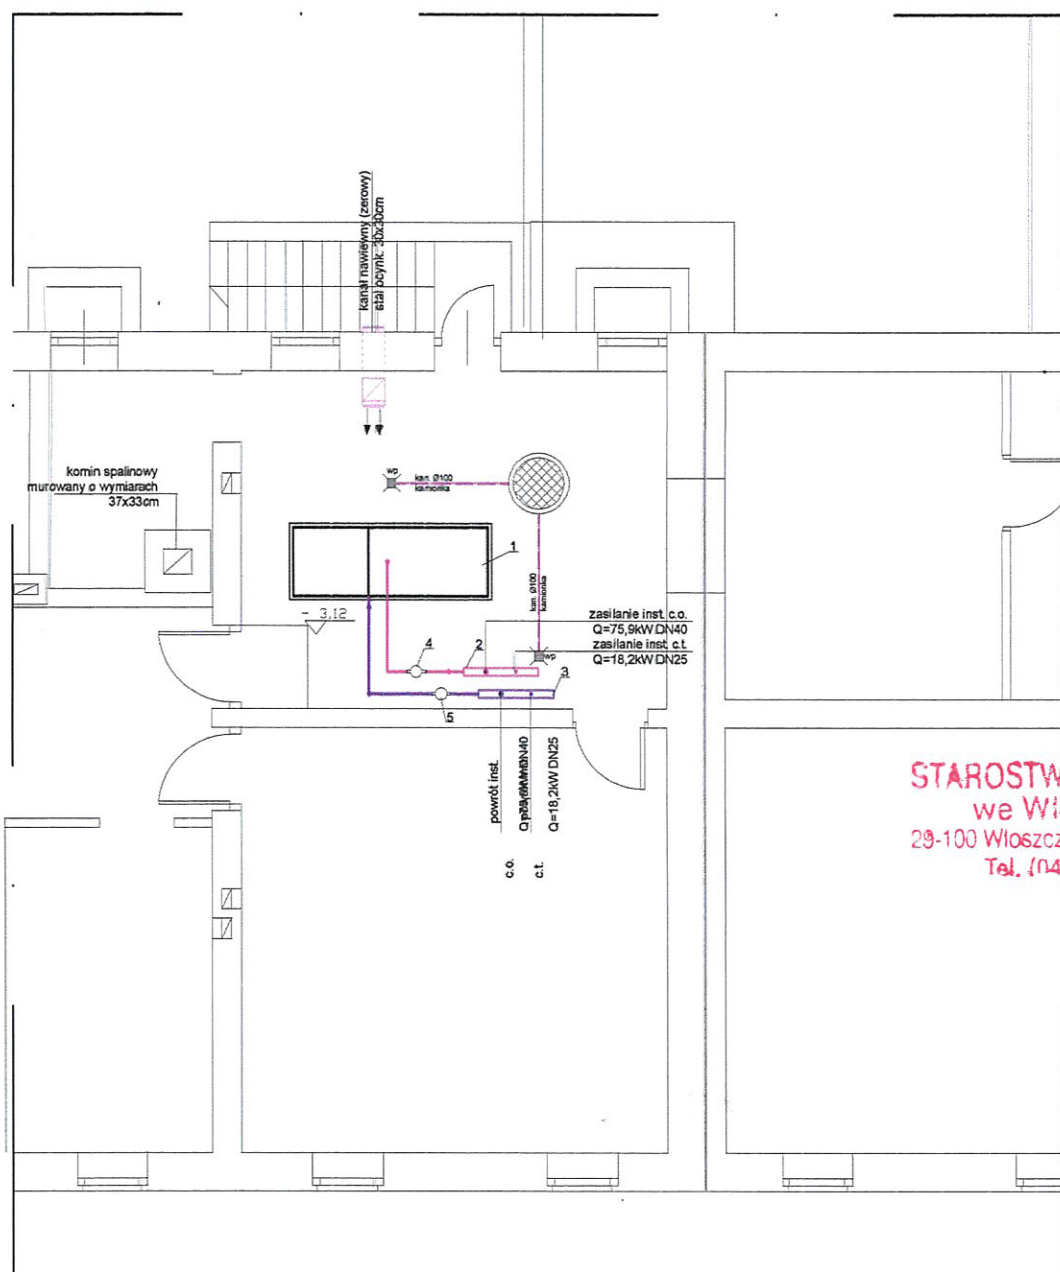 kanał nawiewny (zerowy)
stal ocynk. 30x30cm
komin spalinowy
murowany o wymiarach
37x33cm
wp
kan. Ø100
kamionka
1
kan. Ø100
kamionka
- 3,12
zasilanie inst. c.o.
Q=75,9kW DN40
zasilanie inst. c.t.
Q=18,2kW DN25
wp
4
2
3
5
powrót inst.
c.o.
c.t.
Q=18,2kW DN25
STAROSTW
we Wł
29-100 Włoszcz
Tel. (04